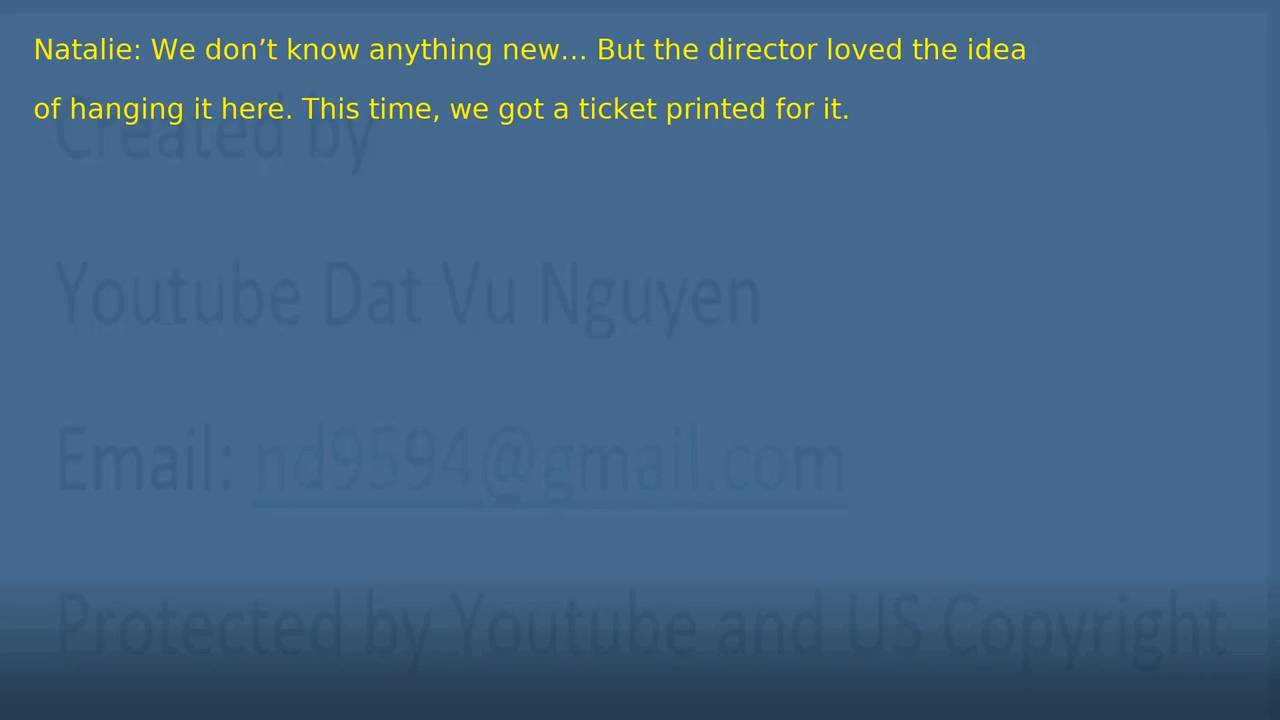 Natalie: We don’t know anything new… But the director loved the idea
of hanging it here. This time, we got a ticket printed for it.
Created by
Youtube Dat Vu Nguyen
Email: nd9594@gmail.com
Protected by Youtube and US Copyright